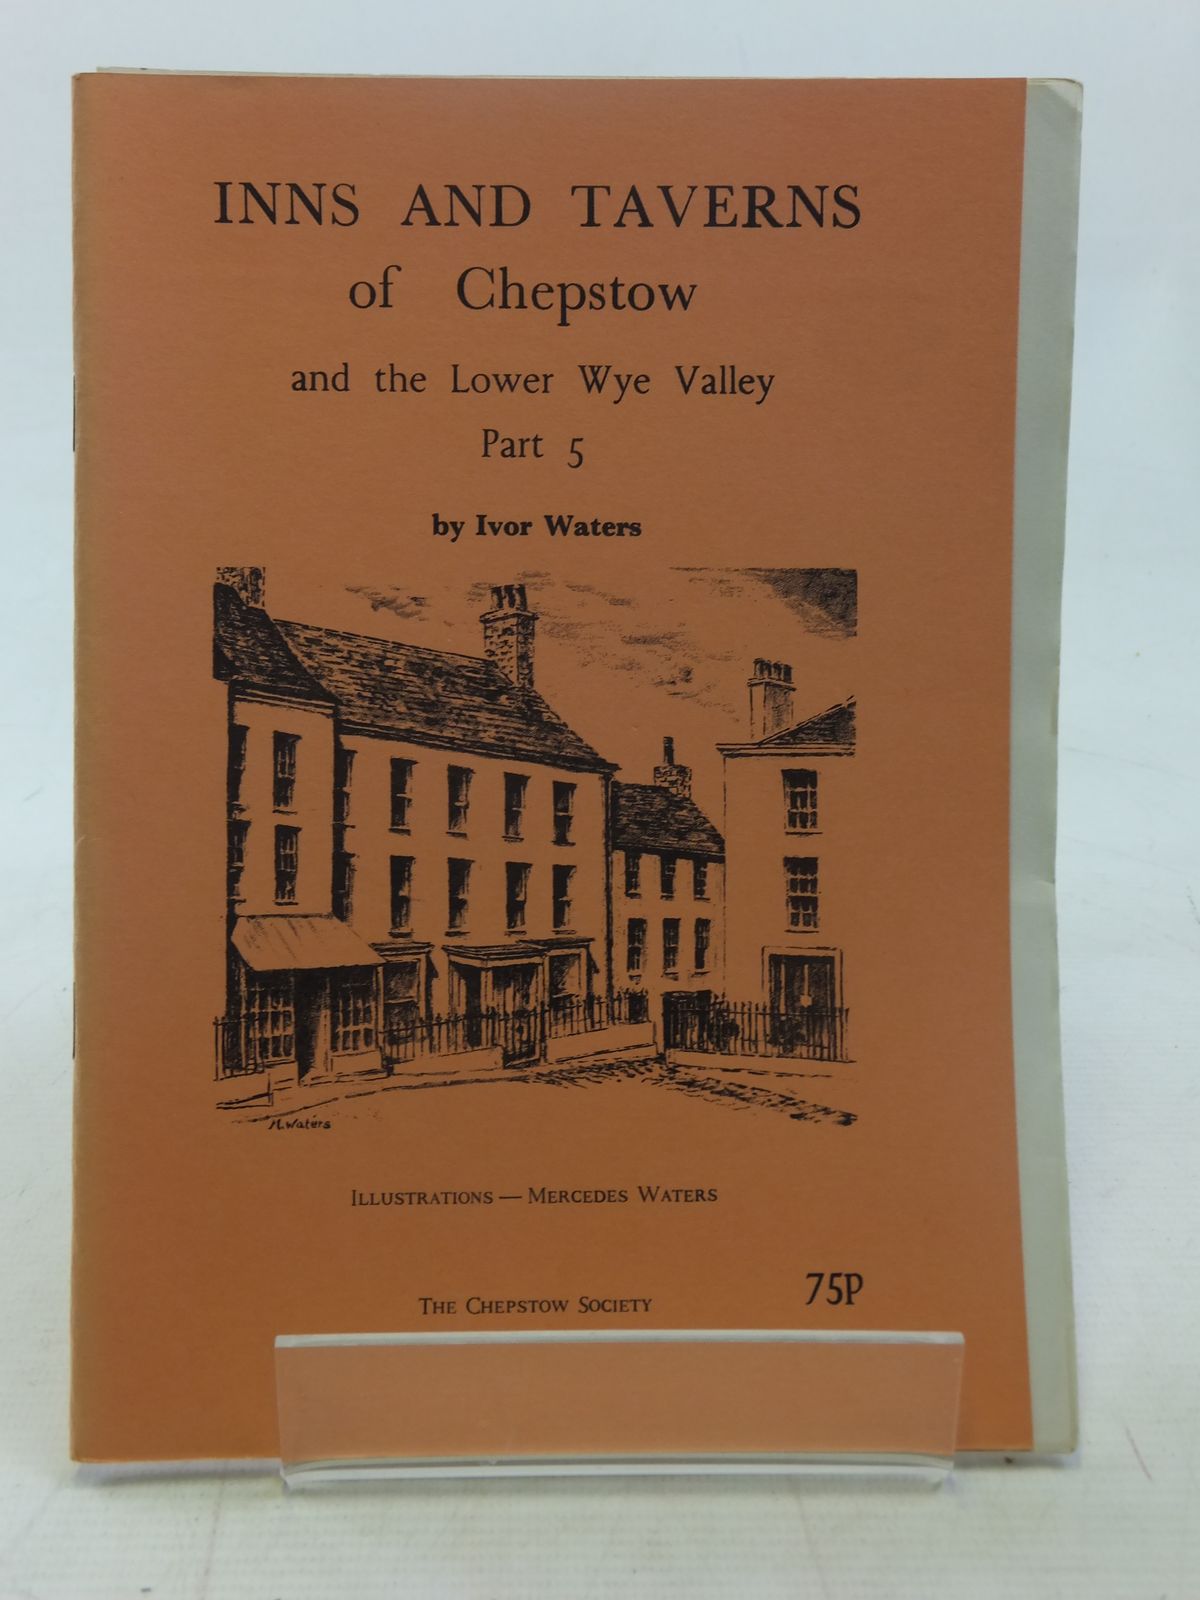 INNS AND TAVERNS
of Chepstow
and the Lower Wye Valley
Part 5
by Ivor Waters
M. Waters
ILLUSTRATIONS — MERCEDES WATERS
75P
THE CHEPSTOW SOCIETY